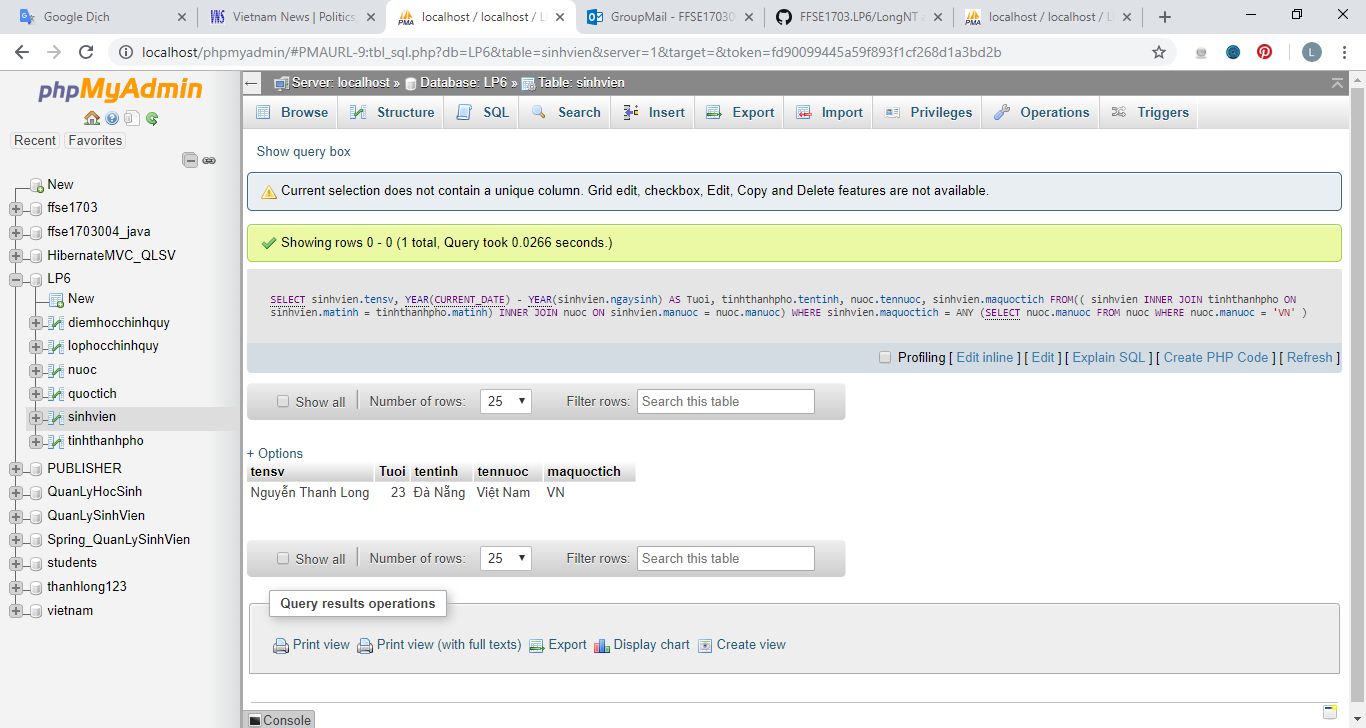 Google Dịch
Vietnam News | Politics,
localhost / localhost / L
GroupMail - FFSE1703
FFSE1703.LP6/LongNT
localhost / localhost / L
localhost/phpmyadmin/#PMAURL-9:tbl_sql.php?db=LP6&table=sinhvien&server=1&target=&token=fd90099445a59f893f1cf268d1a3bd2b
L
phpMyAdmin
Recent Favorites
New
ffse1703
ffse1703004_java
HibernateMVC_QLSV
LP6
New
diemhocchinhquy
lophocchinhquy
nuoc
quoctich
sinhvien
tinhthanhpho
PUBLISHER
QuanLyHocSinh
QuanLySinhVien
Spring_QuanLySinhVien
students
thanhlong123
vietnam
Server: localhost » Database: LP6 » Table: sinhvien
Browse Structure SQL Search Insert Export Import Privileges Operations Triggers
Show query box
Current selection does not contain a unique column. Grid edit, checkbox, Edit, Copy and Delete features are not available.
Showing rows 0 - 0 (1 total, Query took 0.0266 seconds.)
SELECT sinhvien.tensv, YEAR(CURRENT_DATE) - YEAR(sinhvien.ngaysinh) AS Tuoi, tinhthanhpho.tentinh, nuoc.tennuoc, sinhvien.maquoctich FROM(( sinhvien INNER JOIN tinhthanhpho ON
sinhvien.matinh = tinhthanhpho.matinh) INNER JOIN nuoc ON sinhvien.manuoc = nuoc.manuoc) WHERE sinhvien.maquoctich = ANY (SELECT nuoc.manuoc FROM nuoc WHERE nuoc.manuoc = 'VN' )
Profiling [ Edit inline ] [ Edit ] [ Explain SQL ] [ Create PHP Code ] [ Refresh ]
Show all Number of rows: 25 Filter rows: Search this table
+ Options
tensv Tuoi tentinh tennuoc maquoctich
Nguyễn Thanh Long 23 Đà Nẵng Việt Nam VN
Show all Number of rows: 25 Filter rows: Search this table
Query results operations
Print view Print view (with full texts) Export Display chart Create view
Console